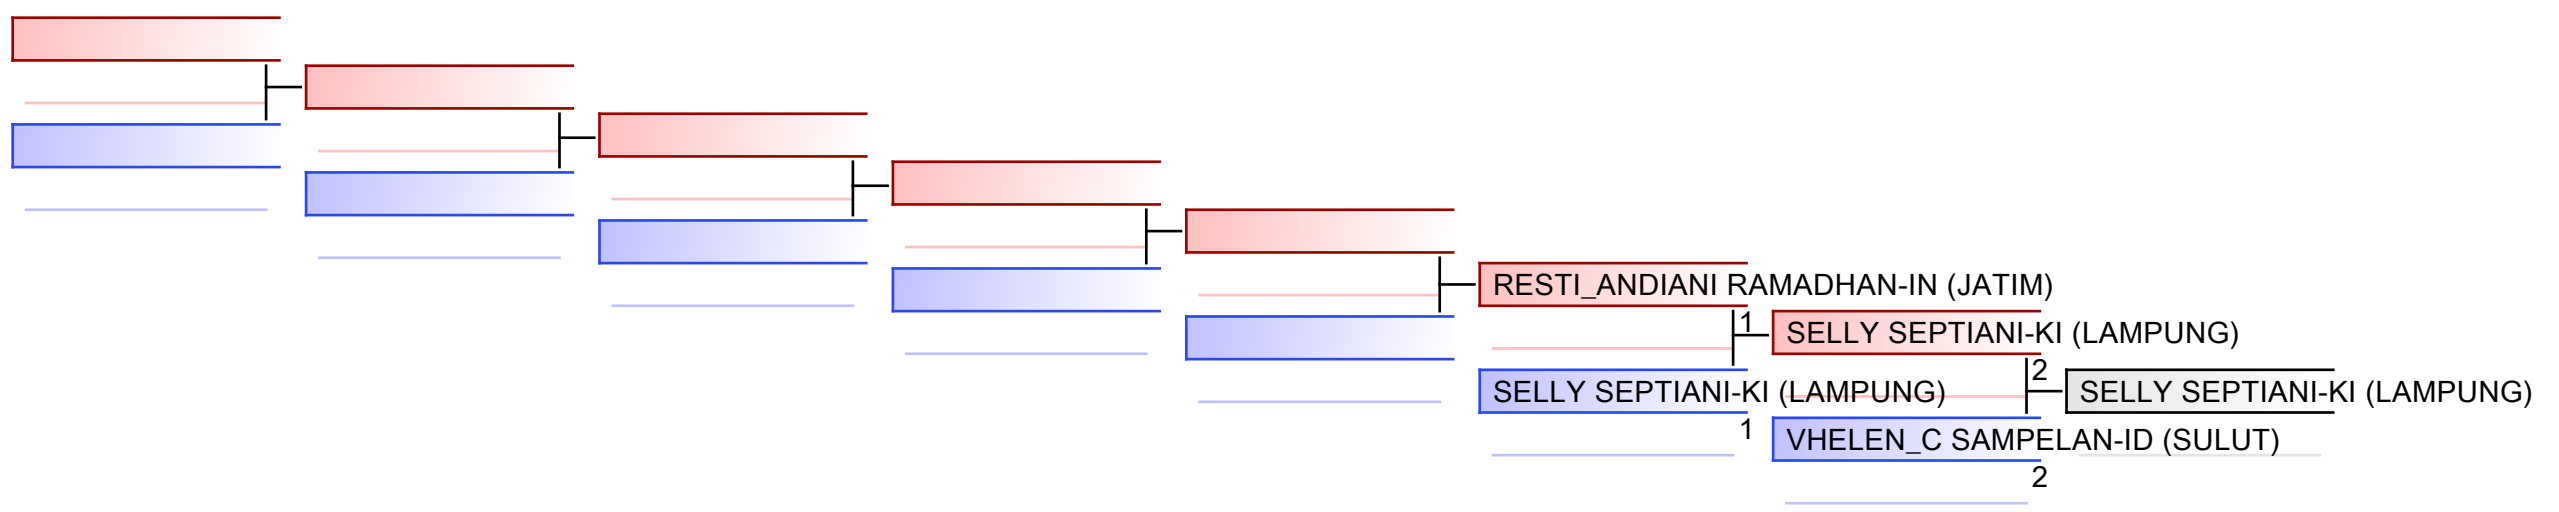 RESTI_ANDIANI RAMADHAN-IN (JATIM)
1
SELLY SEPTIANI-KI (LAMPUNG)
2
SELLY SEPTIANI-KI (LAMPUNG)
SELLY SEPTIANI-KI (LAMPUNG)
1
VHELEN_C SAMPELAN-ID (SULUT)
2